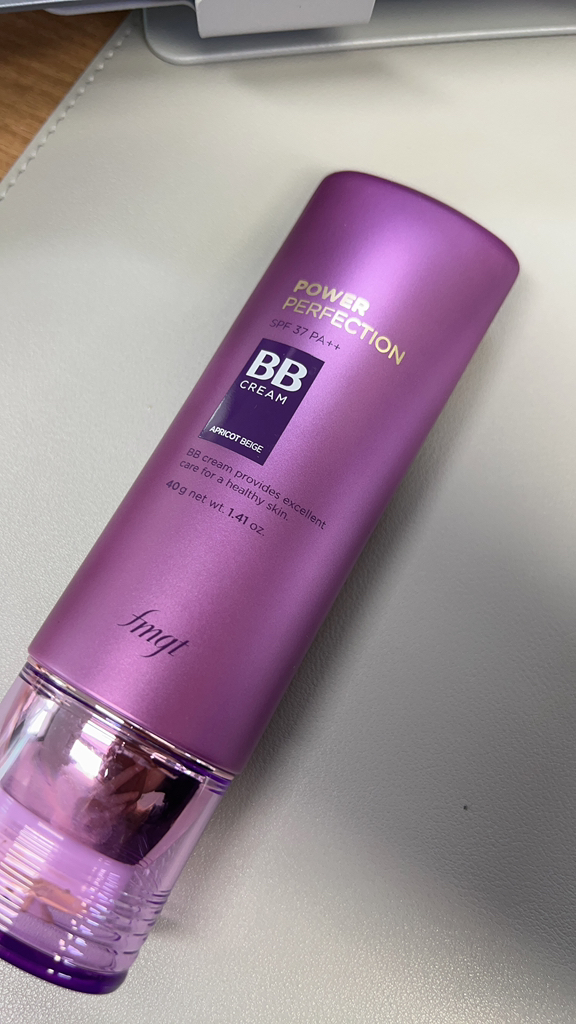 POWER
PERFECTION
SPF 37 PA++
BB
CREAM
APRICOT BEIGE
BB cream provides excellent
care for a healthy skin.
40g net wt. 1.41 oz.
fmgt